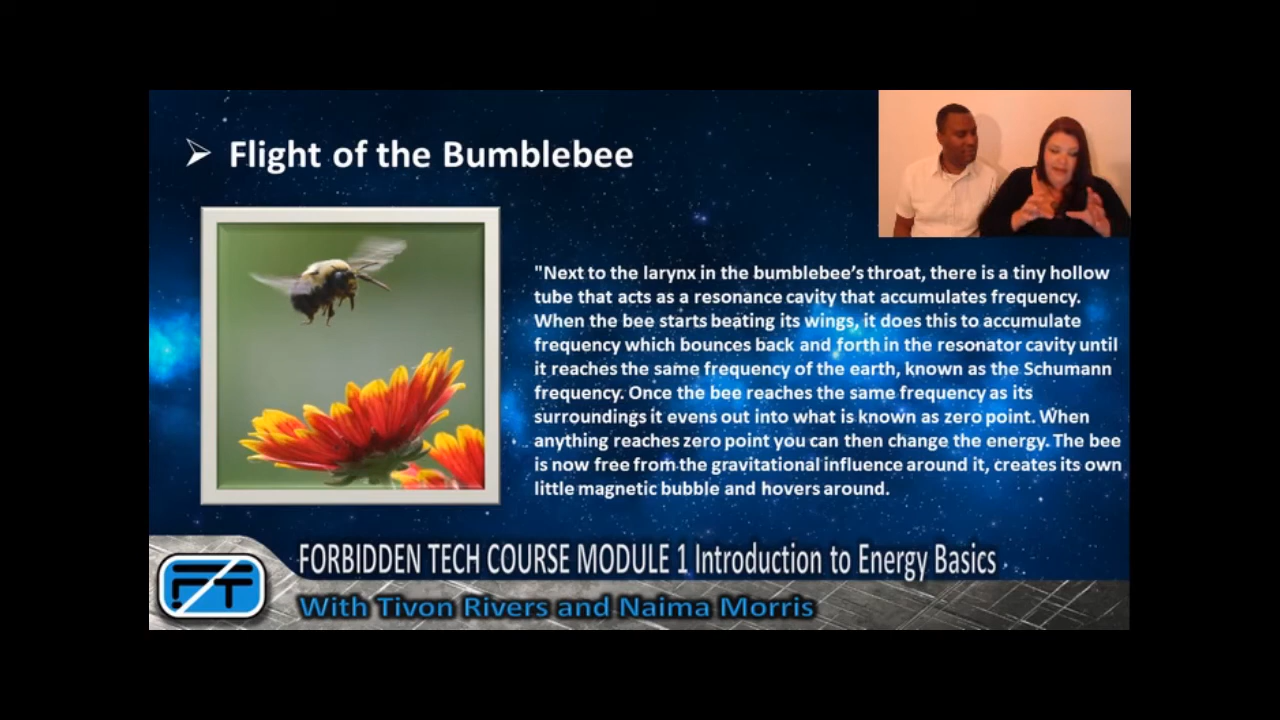 Flight of the Bumblebee
"Next to the larynx in the bumblebee's throat, there is a tiny hollow
tube that acts as a resonance cavity that accumulates frequency.
When the bee starts beating its wings, it does this to accumulate
frequency which bounces back and forth in the resonator cavity until
it reaches the same frequency of the earth, known as the Schumann
frequency. Once the bee reaches the same frequency as its
surroundings it evens out into what is known as zero point. When
anything reaches zero point you can then change the energy. The bee
is now free from the gravitational influence around it, creates its own
little magnetic bubble and hovers around.
FORBIDDEN TECH COURSE MODULE 1 Introduction to Energy Basics
FT
With Tivon Rivers and Naima Morris